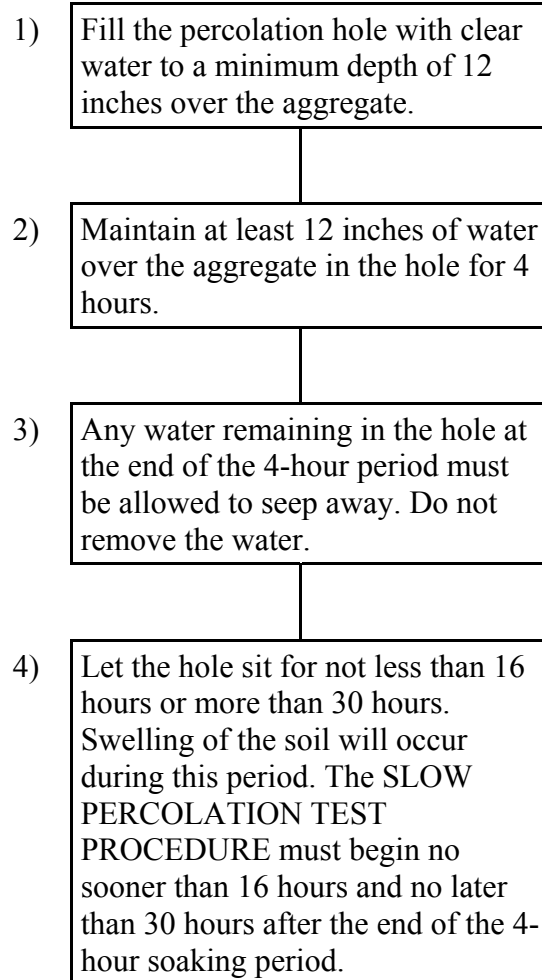 1) Fill the percolation hole with clear
water to a minimum depth of 12
inches over the aggregate.
2) Maintain at least 12 inches of water
over the aggregate in the hole for 4
hours.
3) Any water remaining in the hole at
the end of the 4-hour period must
be allowed to seep away. Do not
remove the water.
4) Let the hole sit for not less than 16
hours or more than 30 hours.
Swelling of the soil will occur
during this period. The SLOW
PERCOLATION TEST
PROCEDURE must begin no
sooner than 16 hours and no later
than 30 hours after the end of the 4-
hour soaking period.